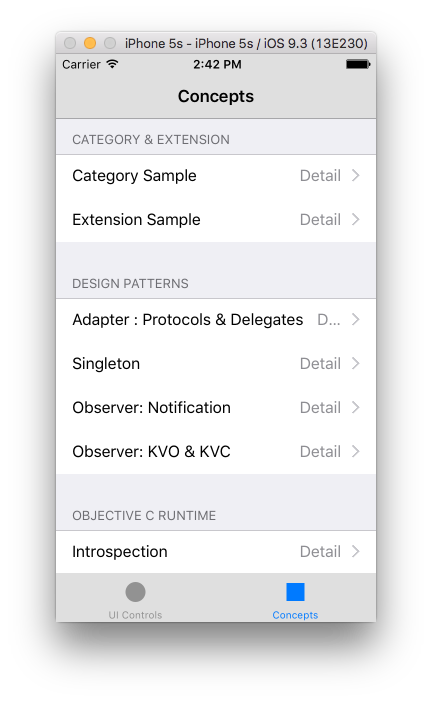 iPhone 5s - iPhone 5s / iOS 9.3 (13E230)
Carrier 2:42 PM
Concepts
CATEGORY & EXTENSION
Category Sample Detail
Extension Sample Detail
DESIGN PATTERNS
Adapter : Protocols & Delegates D...
Singleton Detail
Observer: Notification Detail
Observer: KVO & KVC Detail
OBJECTIVE C RUNTIME
Introspection Detail
UI Controls Concepts